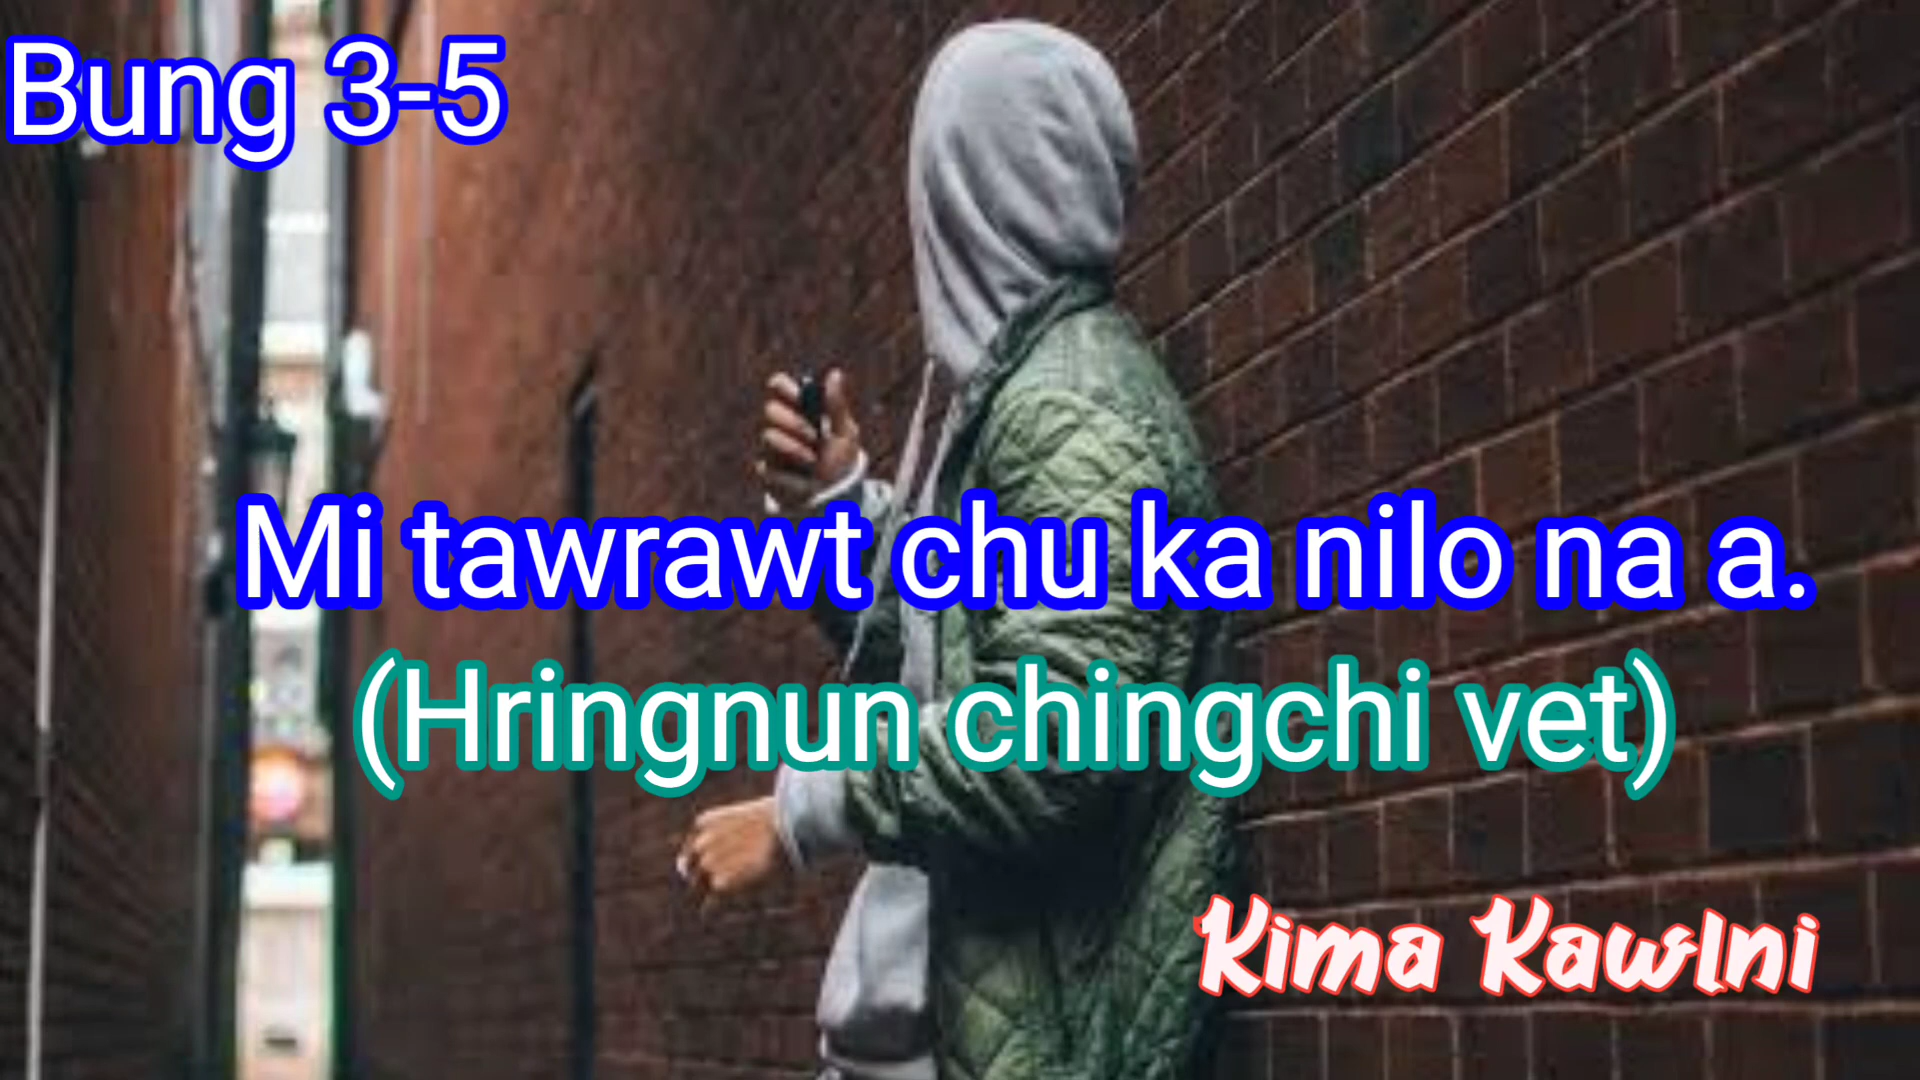 Bung 3-5
Mi tawrawt chu ka nilo na a.
(Hringnun chingchi vet)
Kima Kawlni